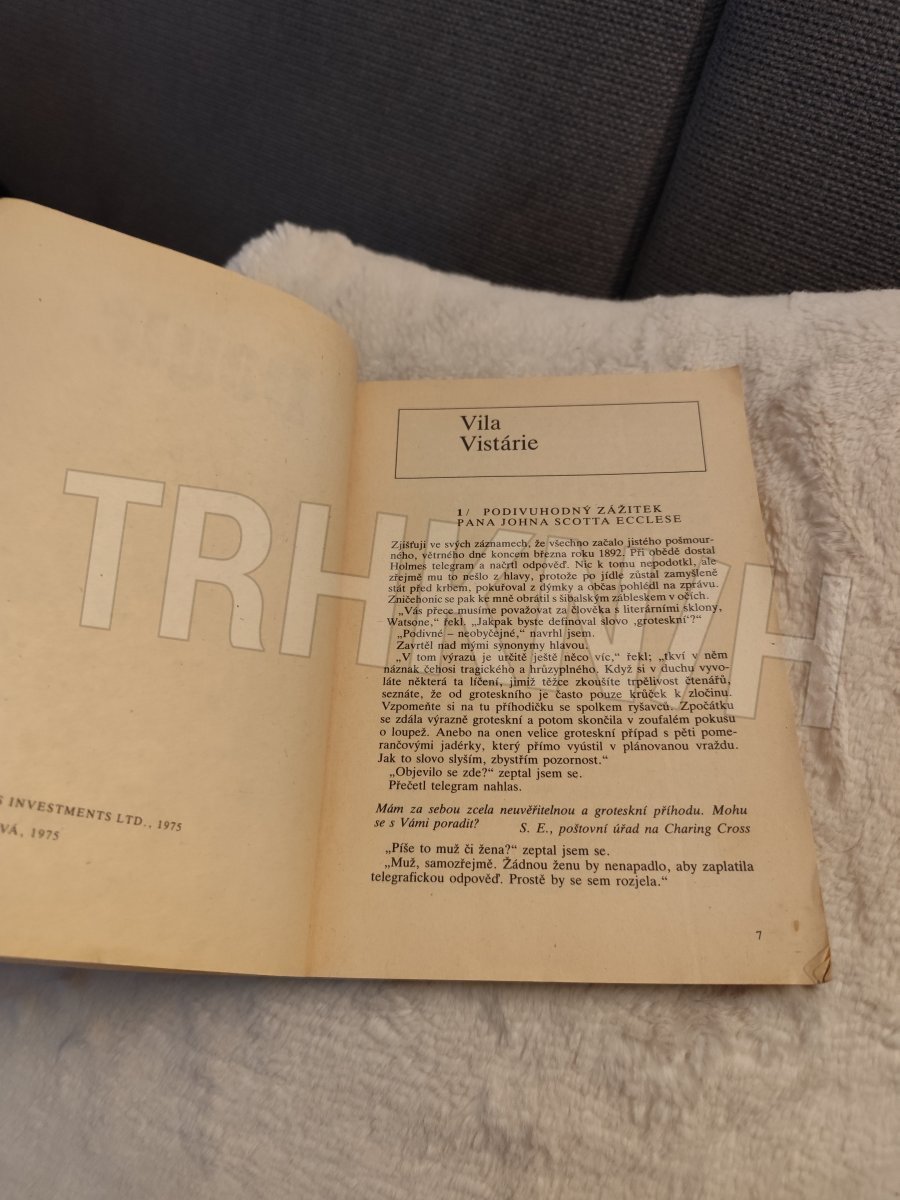 S INVESTMENTS LTD., 1975
VÁ, 1975
Vila
Vistárie
1/ PODIVUHODNÝ ZÁŽITEK
PANA JOHNA SCOTTA ECCLESE
Zjišťuji ve svých záznamech, že všechno začalo jistého pošmour-
ného, větrného dne koncem března roku 1892. Při obědě dostal
Holmes telegram a načrtl odpověď. Nic k tomu nepodotkl, ale
zřejmě mu to nešlo z hlavy, protože po jídle zůstal zamyšleně
stát před krbem, pokuřoval z dýmky a občas pohlédl na zprávu.
Zničehonic se pak ke mně obrátil s šibalským zábleskem v očích.
„Vás přece musíme považovat za člověka s literárními sklony,
Watsone,“ řekl. „Jakpak byste definoval slovo ‚groteskní‘?“
„Podivné – neobyčejné,“ navrhl jsem.
Zavrtěl nad mými synonymy hlavou.
„V tom výrazu je určitě ještě něco víc,“ řekl; „tkví v něm
náznak čehosi tragického a hrůzyplného. Když si v duchu vyvo-
láte některá ta líčení, jimiž těžce zkoušíte trpělivost čtenářů,
seznáte, že od groteskního je často pouze krůček k zločinu.
Vzpomeňte si na tu příhodičku se spolkem ryšavců. Zpočátku
se zdála výrazně groteskní a potom skončila v zoufalém pokusu
o loupež. Anebo na onen velice groteskní případ s pěti pome-
rančovými jadérky, který přímo vyústil v plánovanou vraždu.
Jak to slovo slyším, zbystřím pozornost.“
„Objevilo se zde?“ zeptal jsem se.
Přečetl telegram nahlas.
Mám za sebou zcela neuvěřitelnou a groteskní příhodu. Mohu
se s Vámi poradit? S. E., poštovní úřad na Charing Cross
„Píše to muž či žena?“ zeptal jsem se.
„Muž, samozřejmě. Žádnou ženu by nenapadlo, aby zaplatila
telegrafickou odpověď. Prostě by se sem rozjela.“
7